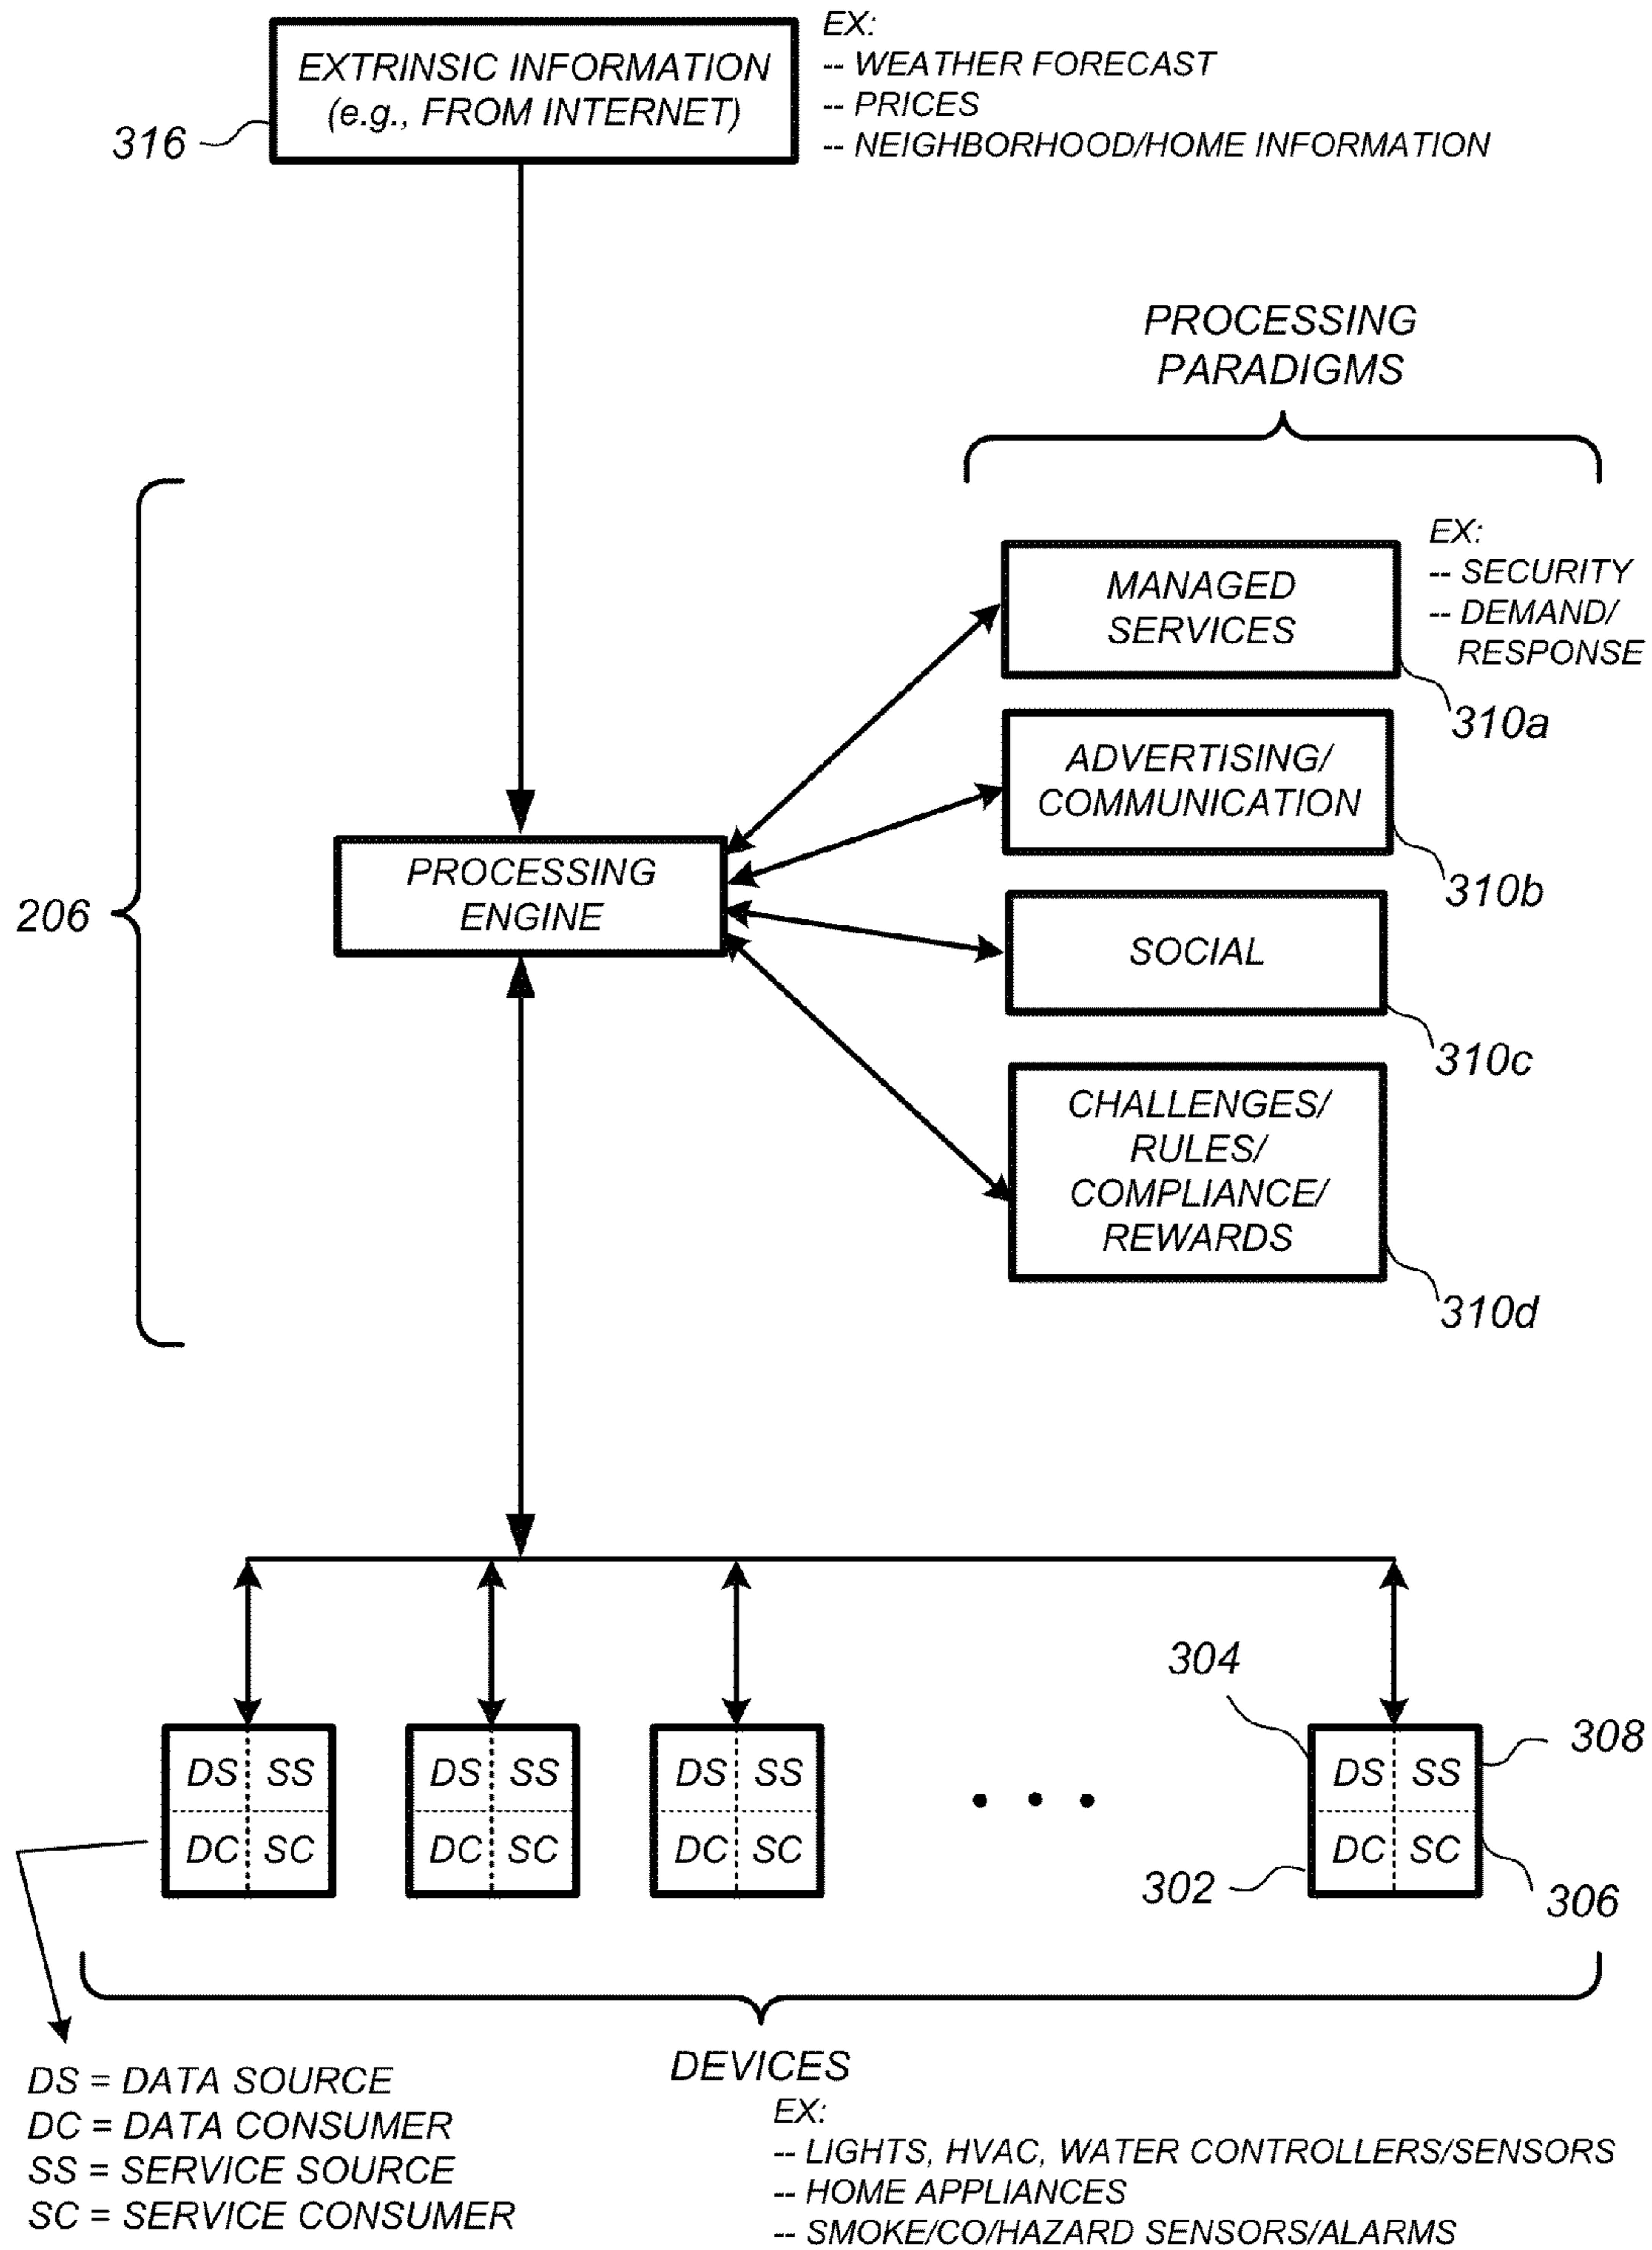 EXTRINSIC INFORMATION
(e.g., FROM INTERNET)
316
EX:
-- WEATHER FORECAST
-- PRICES
-- NEIGHBORHOOD/HOME INFORMATION
PROCESSING
PARADIGMS
206
PROCESSING
ENGINE
MANAGED
SERVICES
EX:
-- SECURITY
-- DEMAND/
RESPONSE
310a
ADVERTISING/
COMMUNICATION
310b
SOCIAL
310c
CHALLENGES/
RULES/
COMPLIANCE/
REWARDS
310d
DS SS
DC SC
DS SS
DC SC
DS SS
DC SC
• • •
304
308
DS SS
DC SC
302
306
DS = DATA SOURCE
DC = DATA CONSUMER
SS = SERVICE SOURCE
SC = SERVICE CONSUMER
DEVICES
EX:
-- LIGHTS, HVAC, WATER CONTROLLERS/SENSORS
-- HOME APPLIANCES
-- SMOKE/CO/HAZARD SENSORS/ALARMS